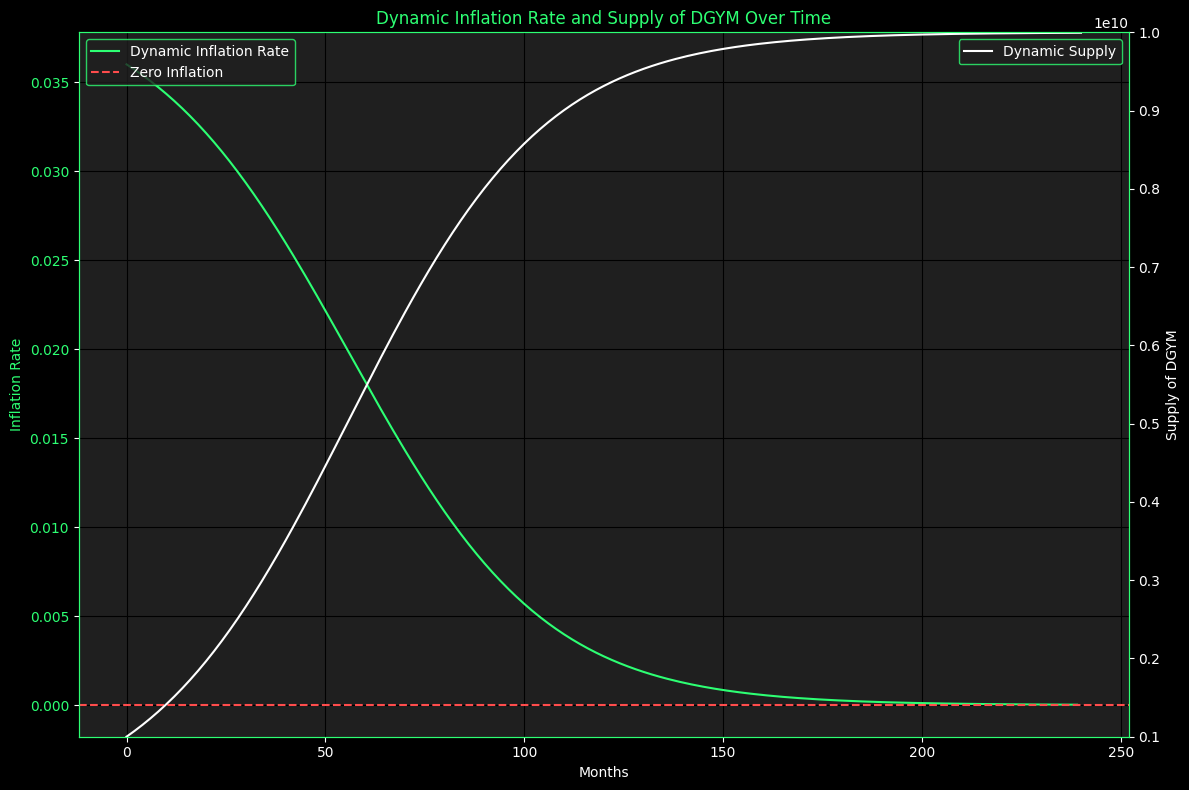 Dynamic Inflation Rate and Supply of DGYM Over Time
1e10
Dynamic Inflation Rate
Zero Inflation
Dynamic Supply
Inflation Rate
0.035
0.030
0.025
0.020
0.015
0.010
0.005
0.000
1.0
0.9
0.8
0.7
0.6
0.5
0.4
0.3
0.2
0.1
Supply of DGYM
0 50 100 150 200 250
Months